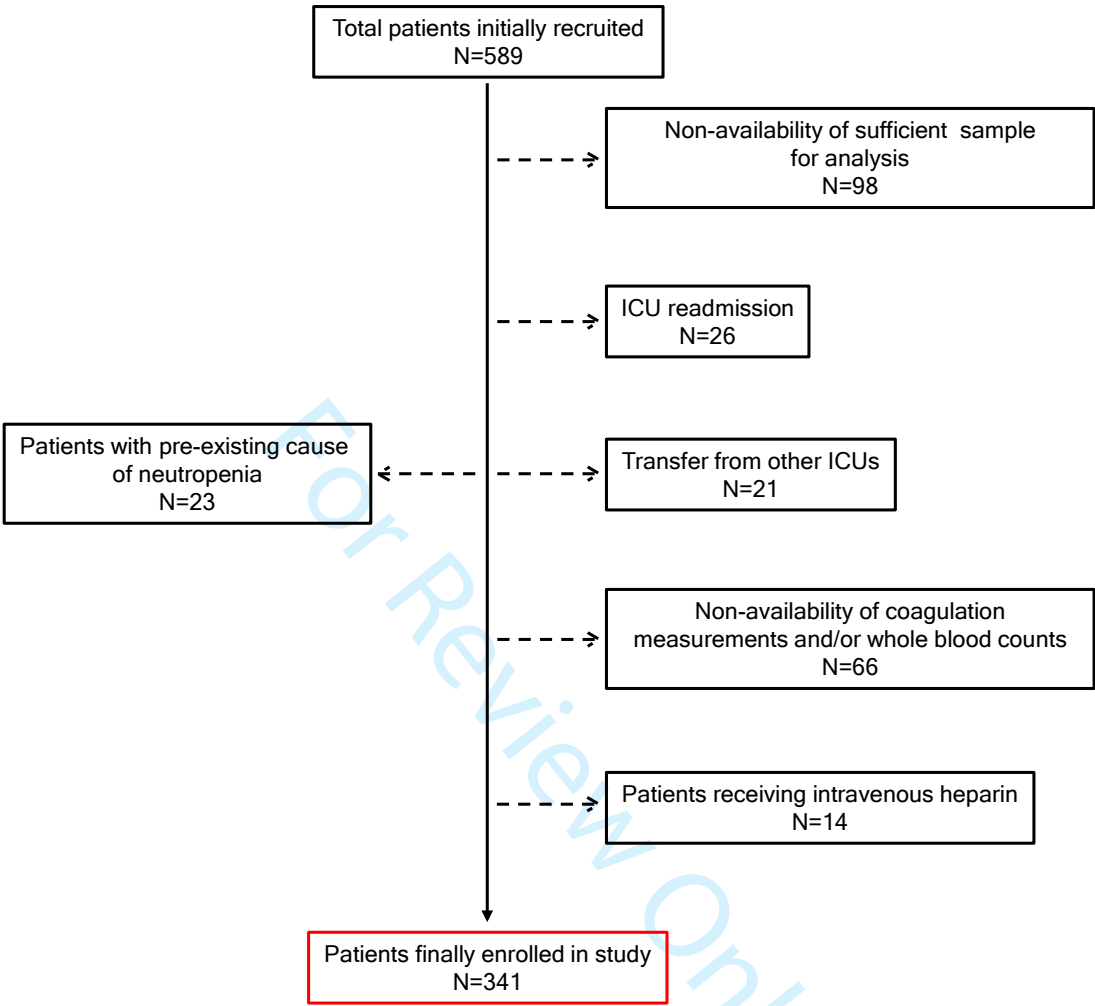 Total patients initially recruited
N=589
Non-availability of sufficient sample
for analysis
N=98
ICU readmission
N=26
Patients with pre-existing cause
of neutropenia
N=23
Transfer from other ICUs
N=21
Non-availability of coagulation
measurements and/or whole blood counts
N=66
Patients receiving intravenous heparin
N=14
Patients finally enrolled in study
N=341
For Review Onl